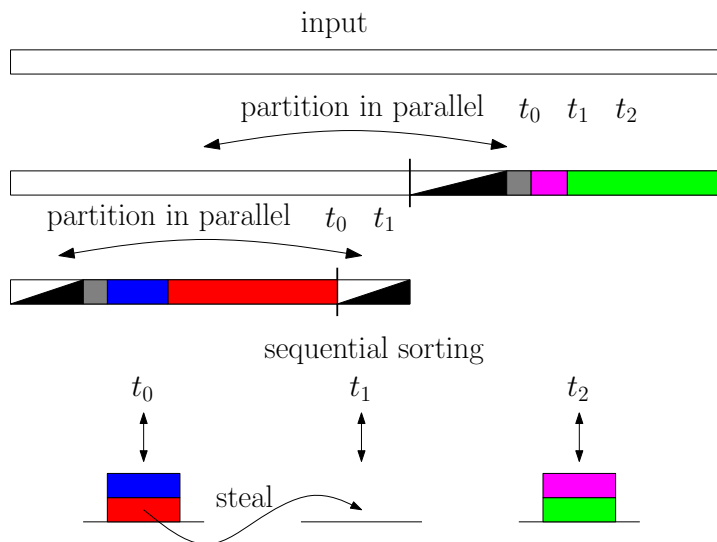 input
partition in parallel t₀ t₁ t₂
partition in parallel t₀ t₁
sequential sorting
t₀ t₁ t₂
steal